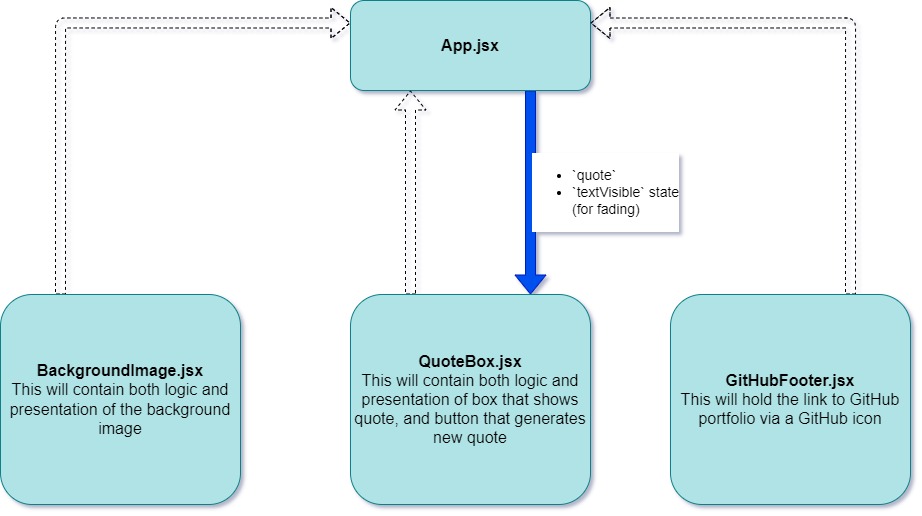 App.jsx
• `quote`
• `textVisible` state
(for fading)
BackgroundImage.jsx
This will contain both logic and
presentation of the background
image
QuoteBox.jsx
This will contain both logic and
presentation of box that shows
quote, and button that generates
new quote
GitHubFooter.jsx
This will hold the link to GitHub
portfolio via a GitHub icon